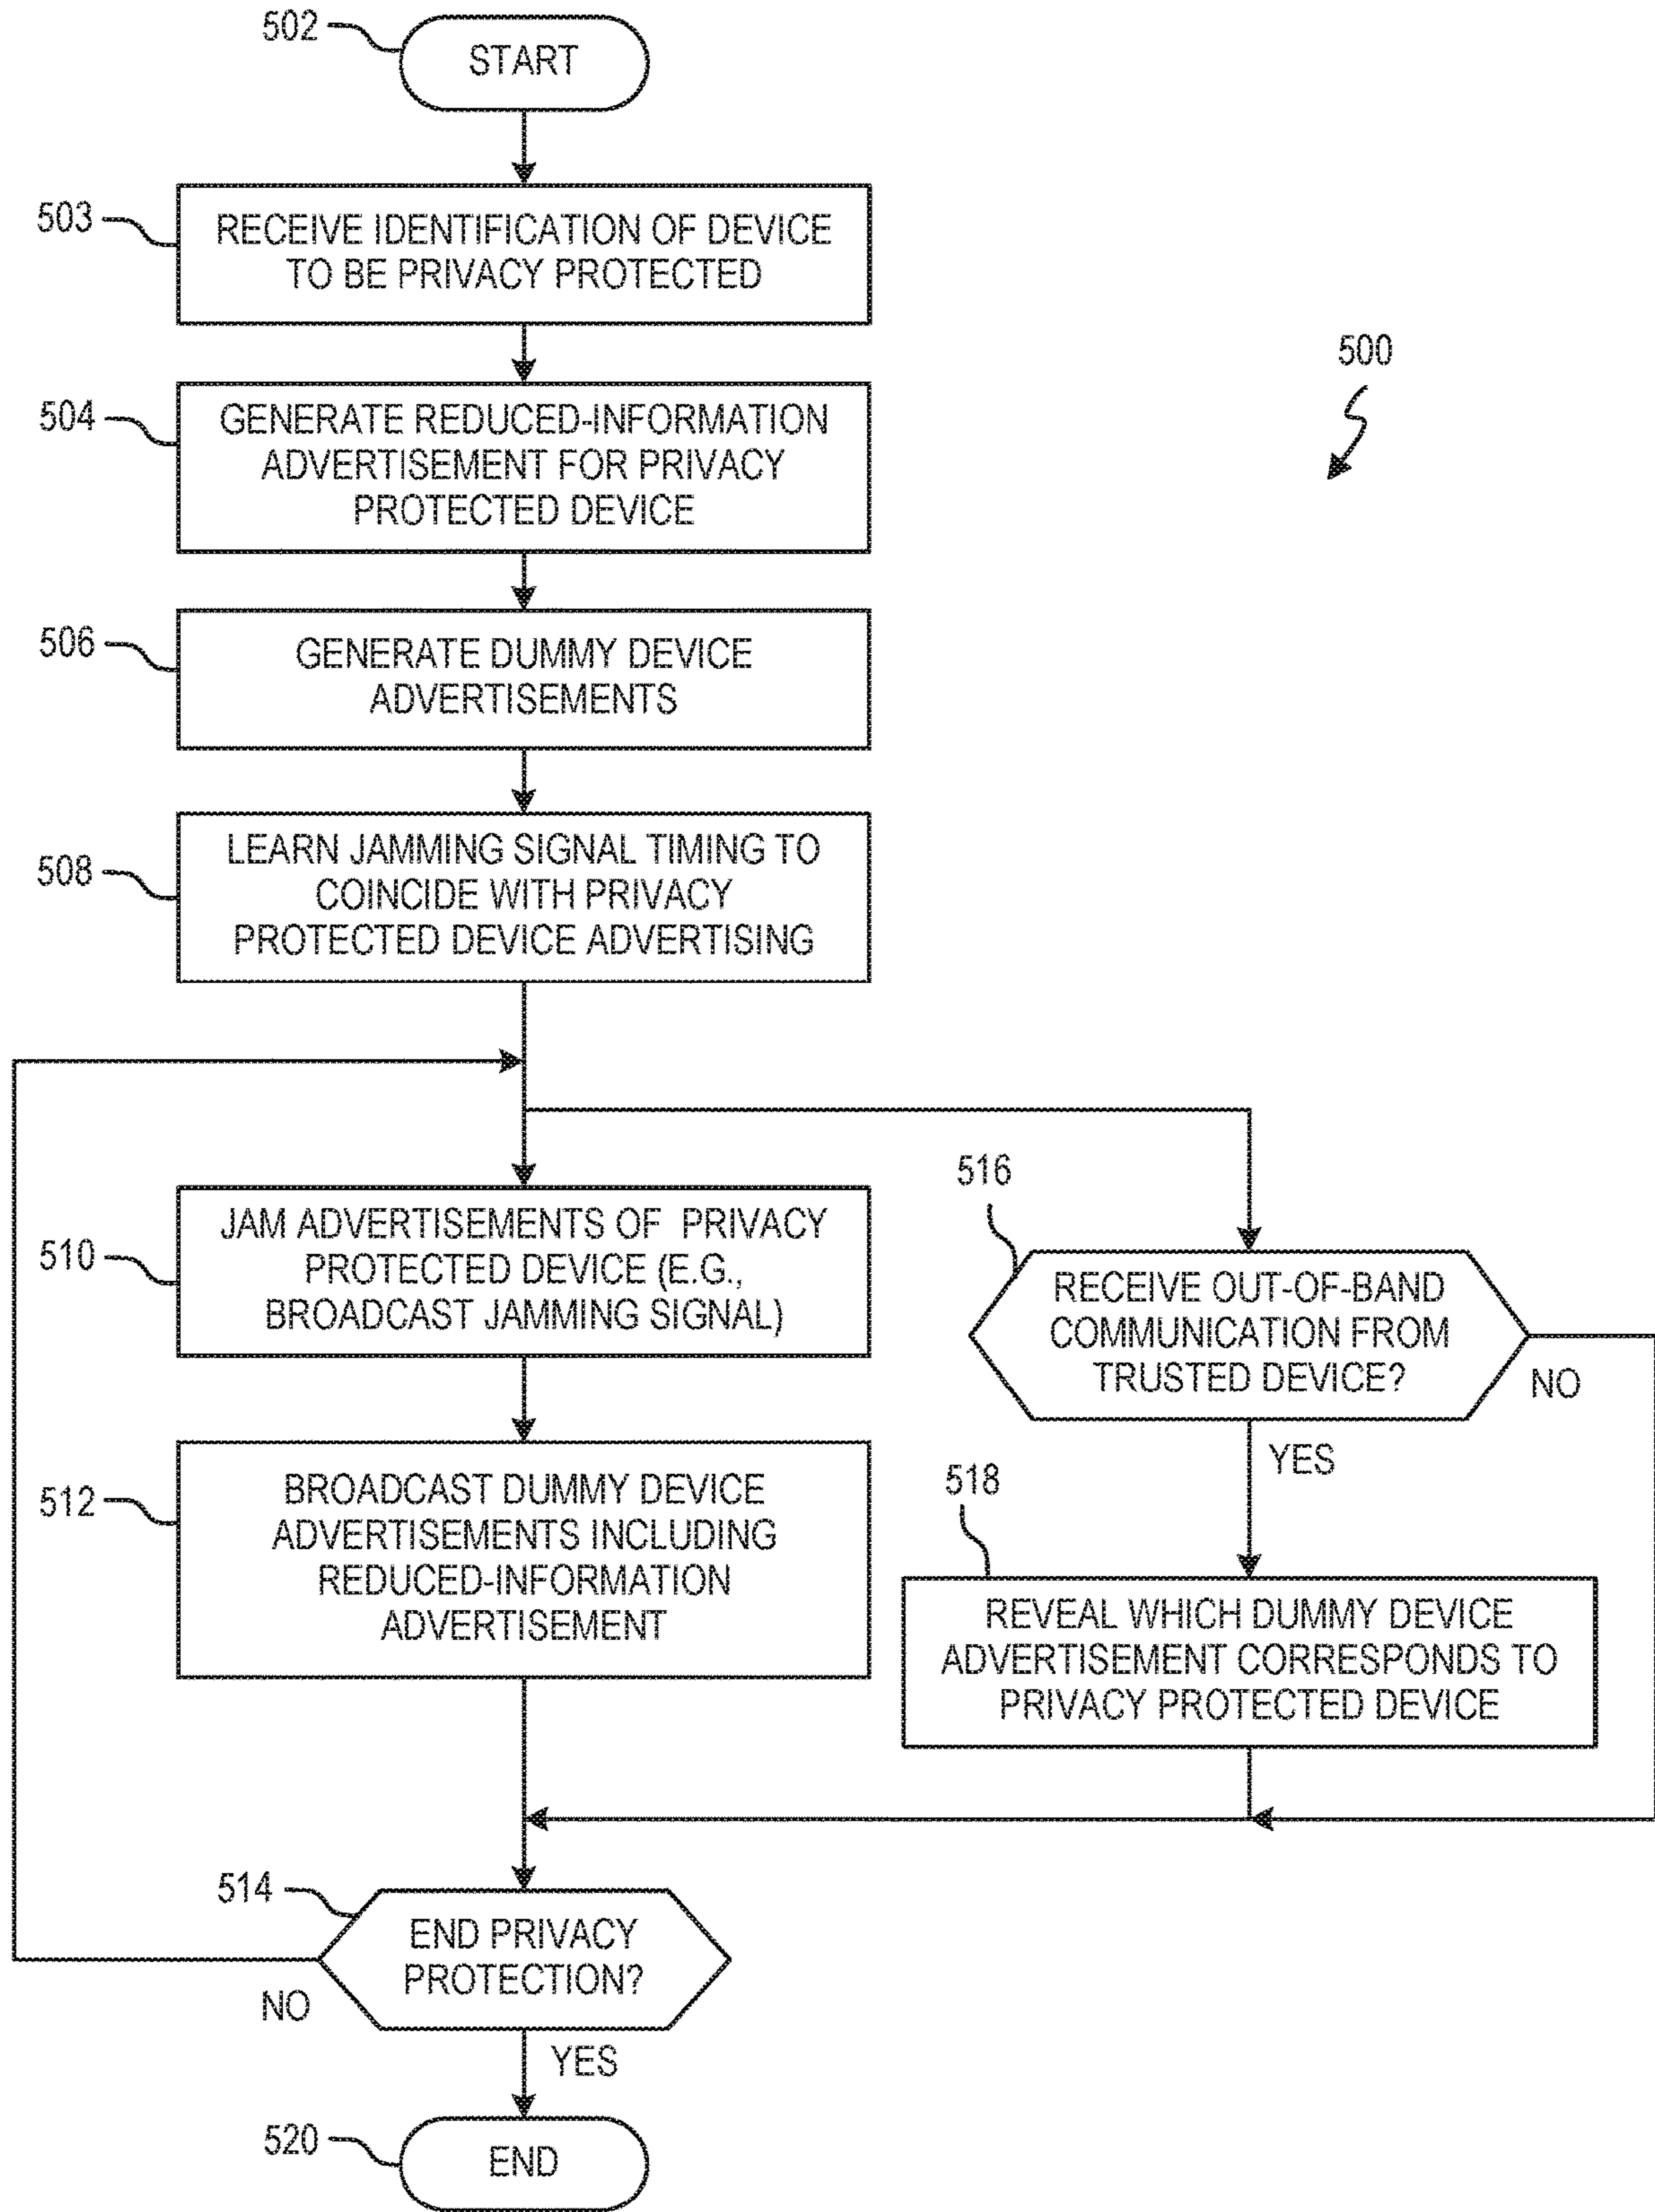 502
START
503
RECEIVE IDENTIFICATION OF DEVICE
TO BE PRIVACY PROTECTED
500
504
GENERATE REDUCED-INFORMATION
ADVERTISEMENT FOR PRIVACY
PROTECTED DEVICE
506
GENERATE DUMMY DEVICE
ADVERTISEMENTS
508
LEARN JAMMING SIGNAL TIMING TO
COINCIDE WITH PRIVACY
PROTECTED DEVICE ADVERTISING
510
JAM ADVERTISEMENTS OF PRIVACY
PROTECTED DEVICE (E.G.,
BROADCAST JAMMING SIGNAL)
516
RECEIVE OUT-OF-BAND
COMMUNICATION FROM
TRUSTED DEVICE?
NO
YES
512
BROADCAST DUMMY DEVICE
ADVERTISEMENTS INCLUDING
REDUCED-INFORMATION
ADVERTISEMENT
518
REVEAL WHICH DUMMY DEVICE
ADVERTISEMENT CORRESPONDS TO
PRIVACY PROTECTED DEVICE
514
END PRIVACY
PROTECTION?
NO
YES
520
END